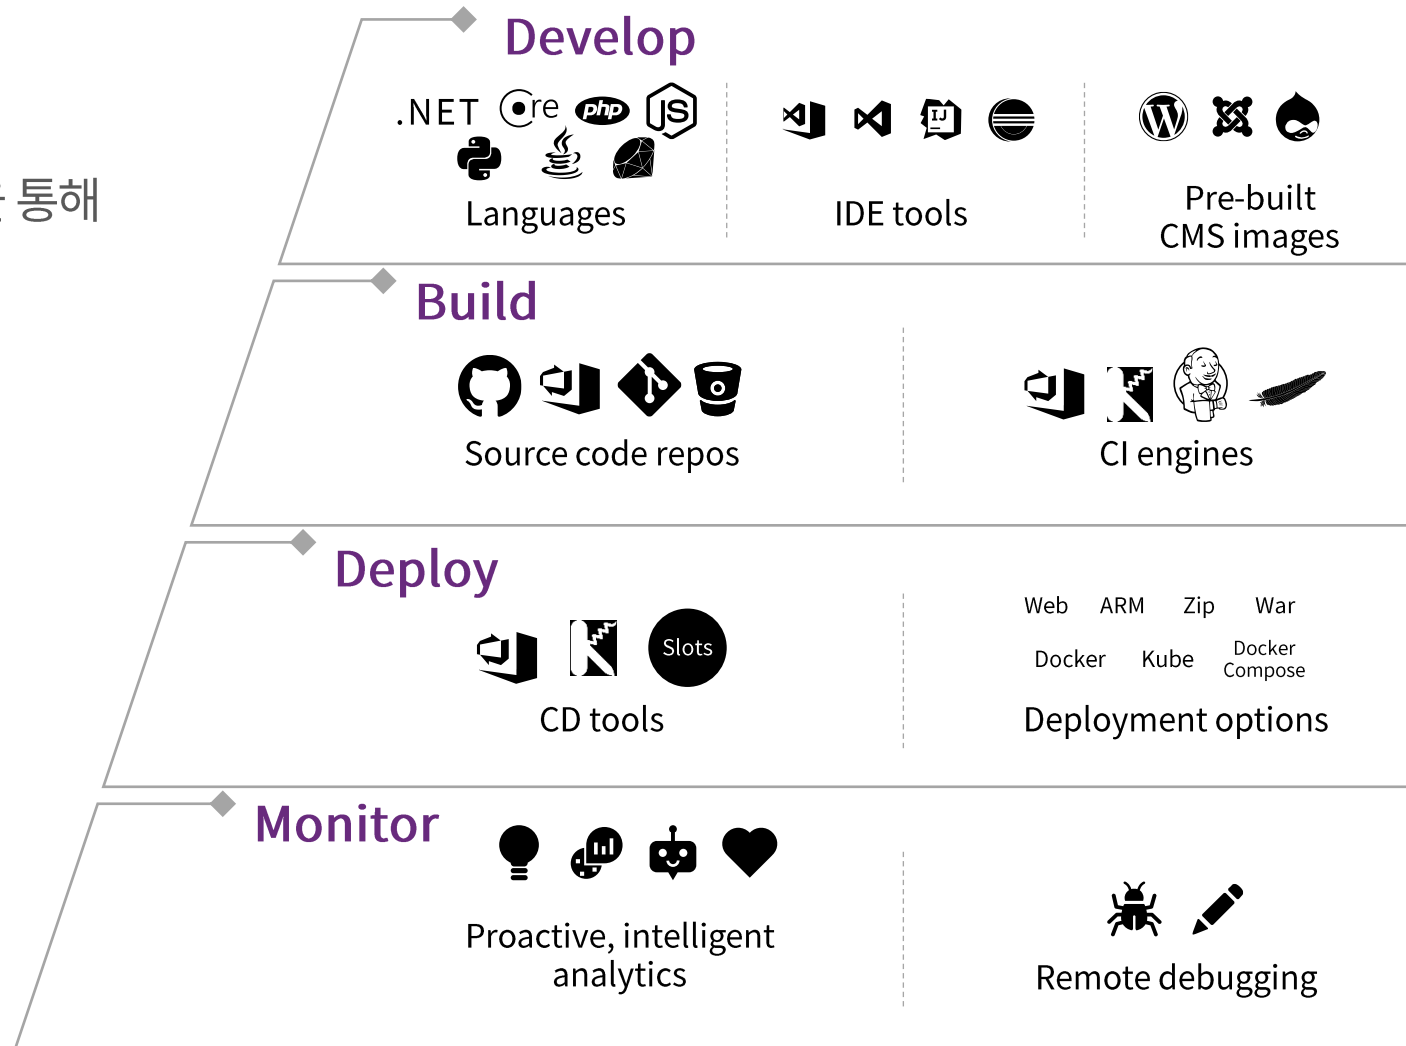 통해
Develop
.NET Core php JS
Languages
IJ
IDE tools
Pre-built
CMS images
Build
Source code repos
CI engines
Deploy
Slots
CD tools
Web ARM Zip War
Docker Kube Docker
Compose
Deployment options
Monitor
Proactive, intelligent
analytics
Remote debugging